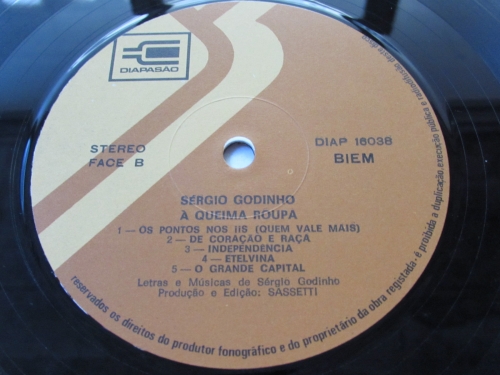 DIAPASÃO
STEREO
FACE B
DIAP 16038
BIEM
SÉRGIO GODINHO
À QUEIMA ROUPA
1 — OS PONTOS NOS IIS (QUEM VALE MAIS)
2 — DE CORAÇÃO E RAÇA
3 — INDEPENDÊNCIA
4 — ETELVINA
5 — O GRANDE CAPITAL
Letras e Músicas de Sérgio Godinho
Produção e Edição: SASSETTI
reservados os direitos do produtor fonográfico e do proprietário da obra registada · é proibida a duplicação, execução pública e